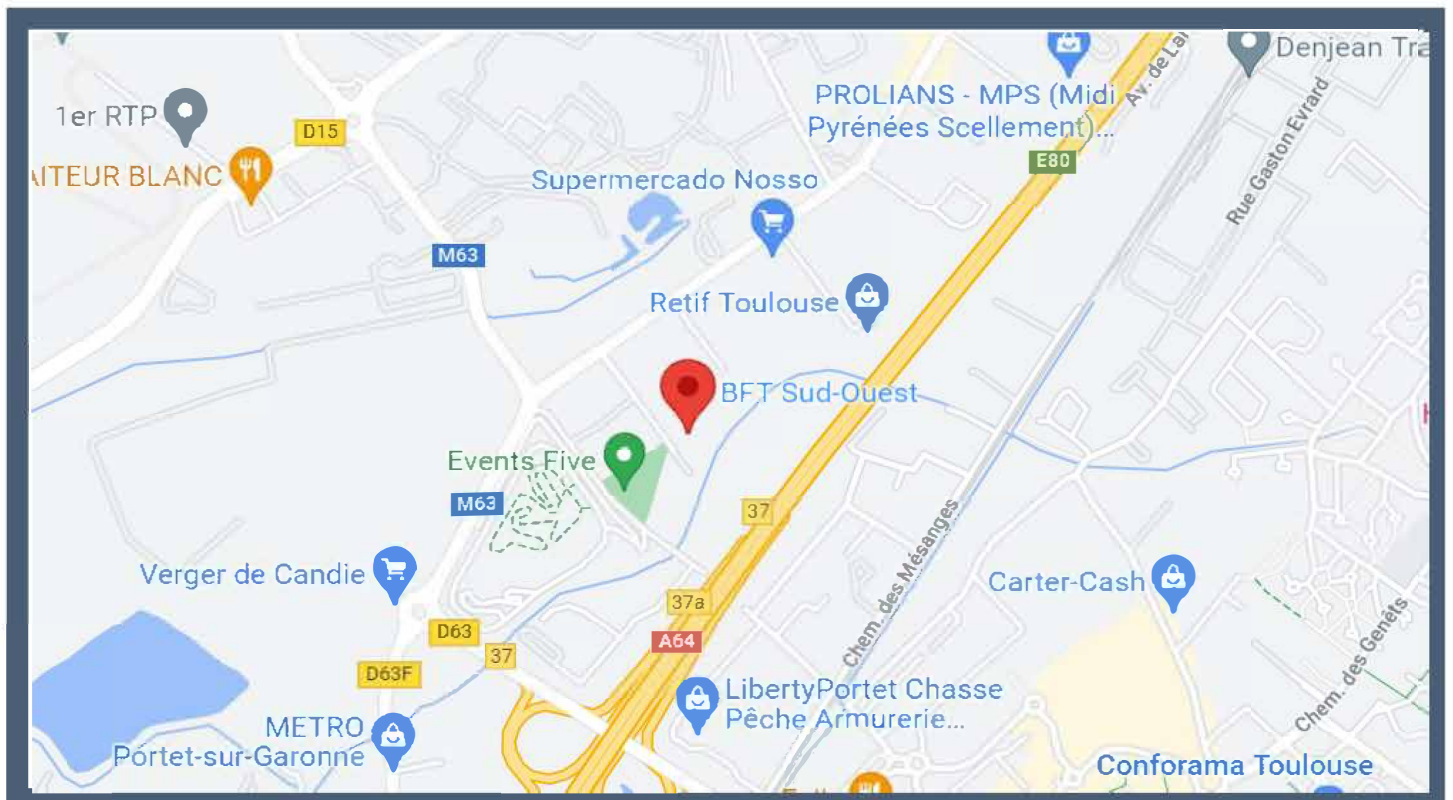 Denjean Tra
PROLIANS - MPS (Midi
Pyrénées Scellement)...
Av. de Lar
1er RTP
D15
E80
AITEUR BLANC
Supermercado Nosso
Rue Gaston Evrard
M63
Retif Toulouse
BFT Sud-Ouest
Events Five
M63
37
Verger de Candie
37a
Chem. des Mésanges
Carter-Cash
D63
A64
37
D63F
Chem. des Genêts
LibertyPortet Chasse
Pêche Armurerie...
METRO
Portet-sur-Garonne
Conforama Toulouse